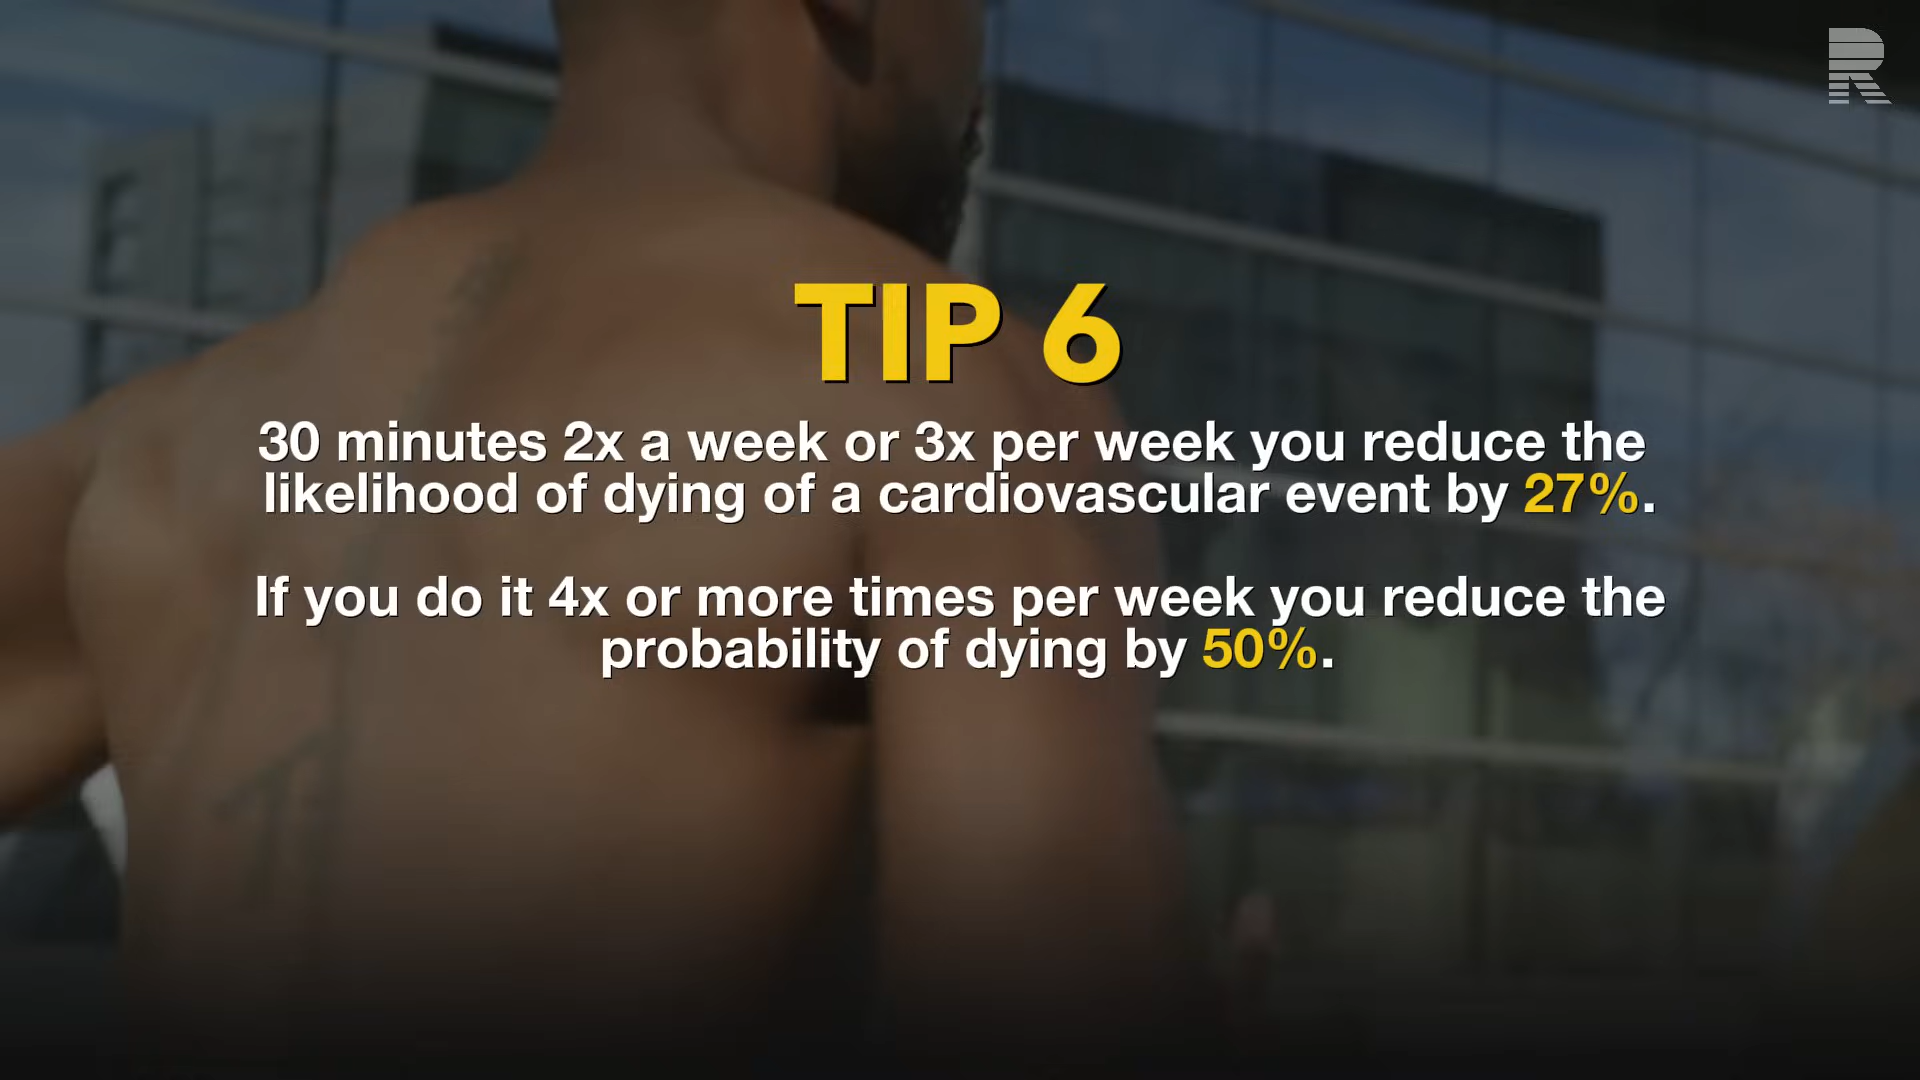 TIP 6
30 minutes 2x a week or 3x per week you reduce the
likelihood of dying of a cardiovascular event by 27%.
If you do it 4x or more times per week you reduce the
probability of dying by 50%.
R